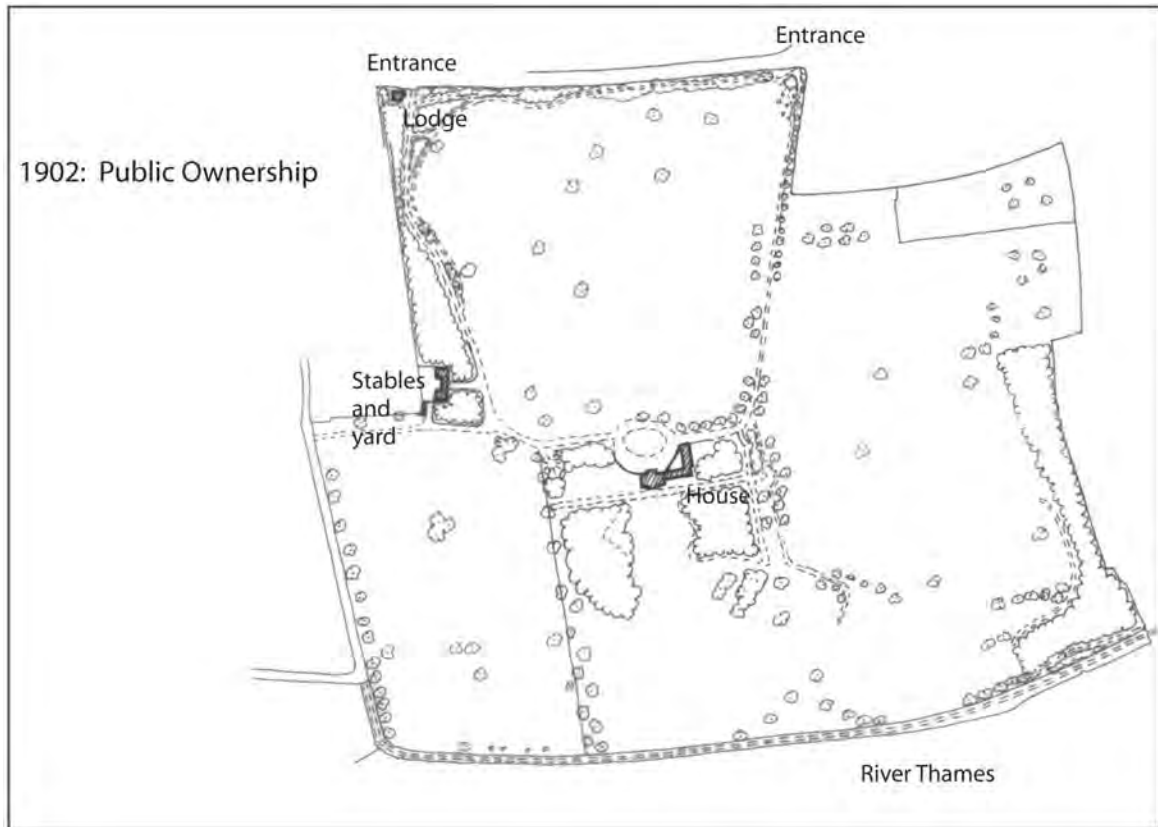 Entrance
Entrance
Lodge
1902: Public Ownership
Stables
and
yard
House
River Thames